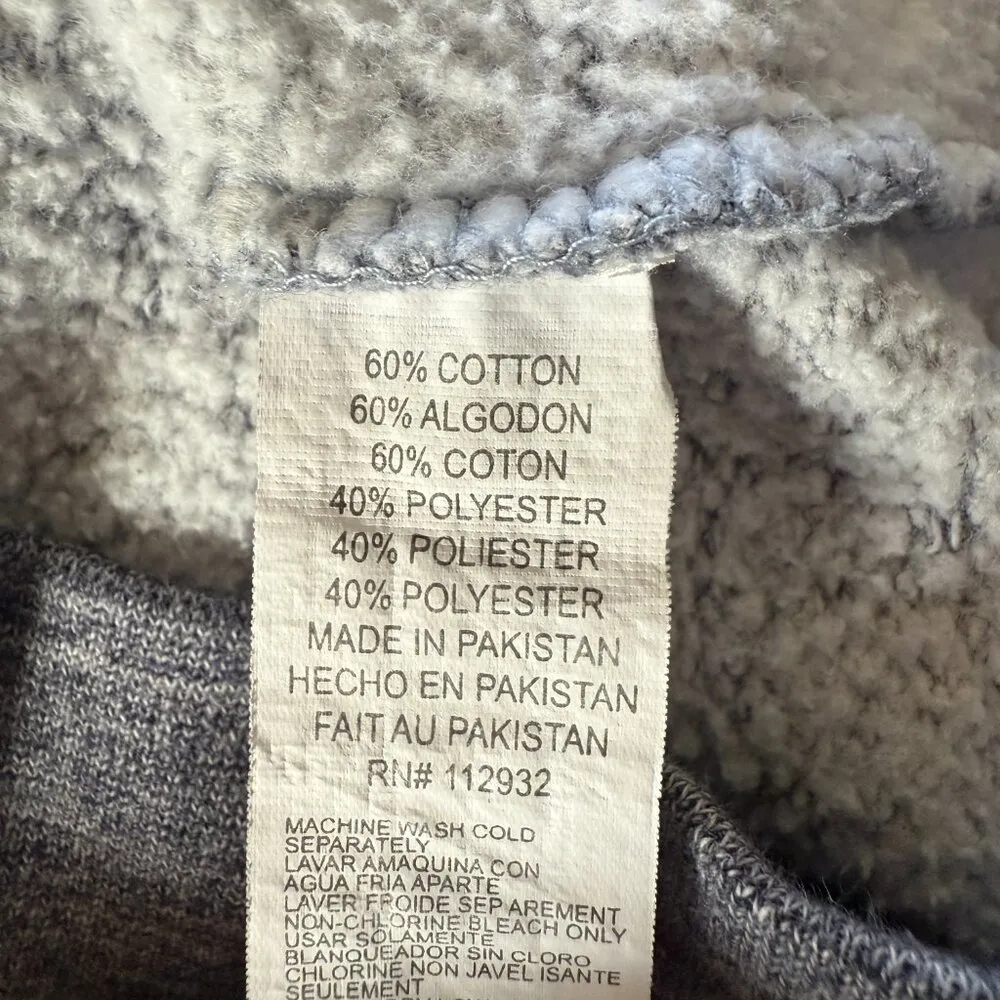 60% COTTON
60% ALGODON
60% COTON
40% POLYESTER
40% POLIESTER
40% POLYESTER
MADE IN PAKISTAN
HECHO EN PAKISTAN
FAIT AU PAKISTAN
RN# 112932
MACHINE WASH COLD
SEPARATELY
LAVAR AMAQUINA CON
AGUA FRIA APARTE
LAVER FROIDE SEP AREMENT
NON-CHLORINE BLEACH ONLY
USAR SOLAMENTE
BLANQUEADOR SIN CLORO
CHLORINE NON JAVEL ISANTE
SEULEMENT